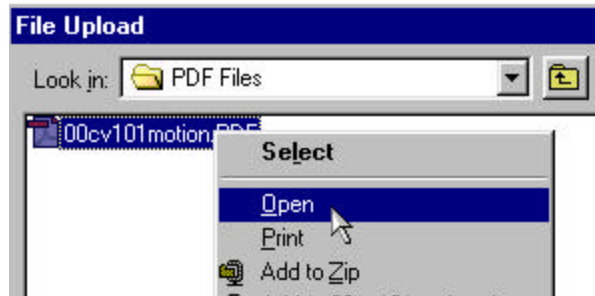 File Upload
Look in: PDF Files
00cv101motion.PDF
Select
Open
Print
Add to Zip